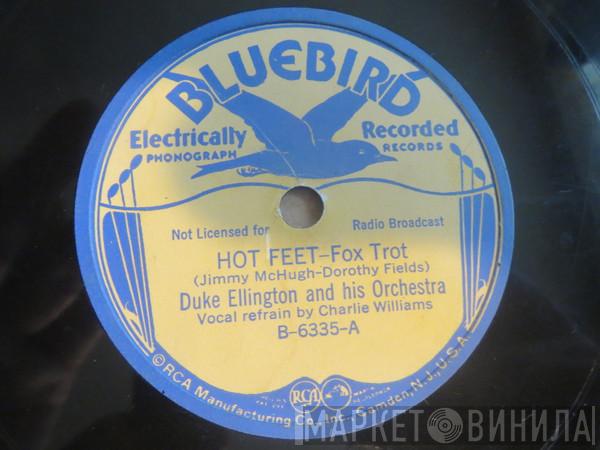 BLUEBIRD
Electrically Recorded
PHONOGRAPH RECORDS
Not Licensed for Radio Broadcast
HOT FEET-Fox Trot
(Jimmy McHugh-Dorothy Fields)
Duke Ellington and his Orchestra
Vocal refrain by Charlie Williams
B-6335-A
RCA
©RCA Manufacturing Co., Inc., Camden, N.J., U.S.A.
МАРКЕТ ВИНИЛА